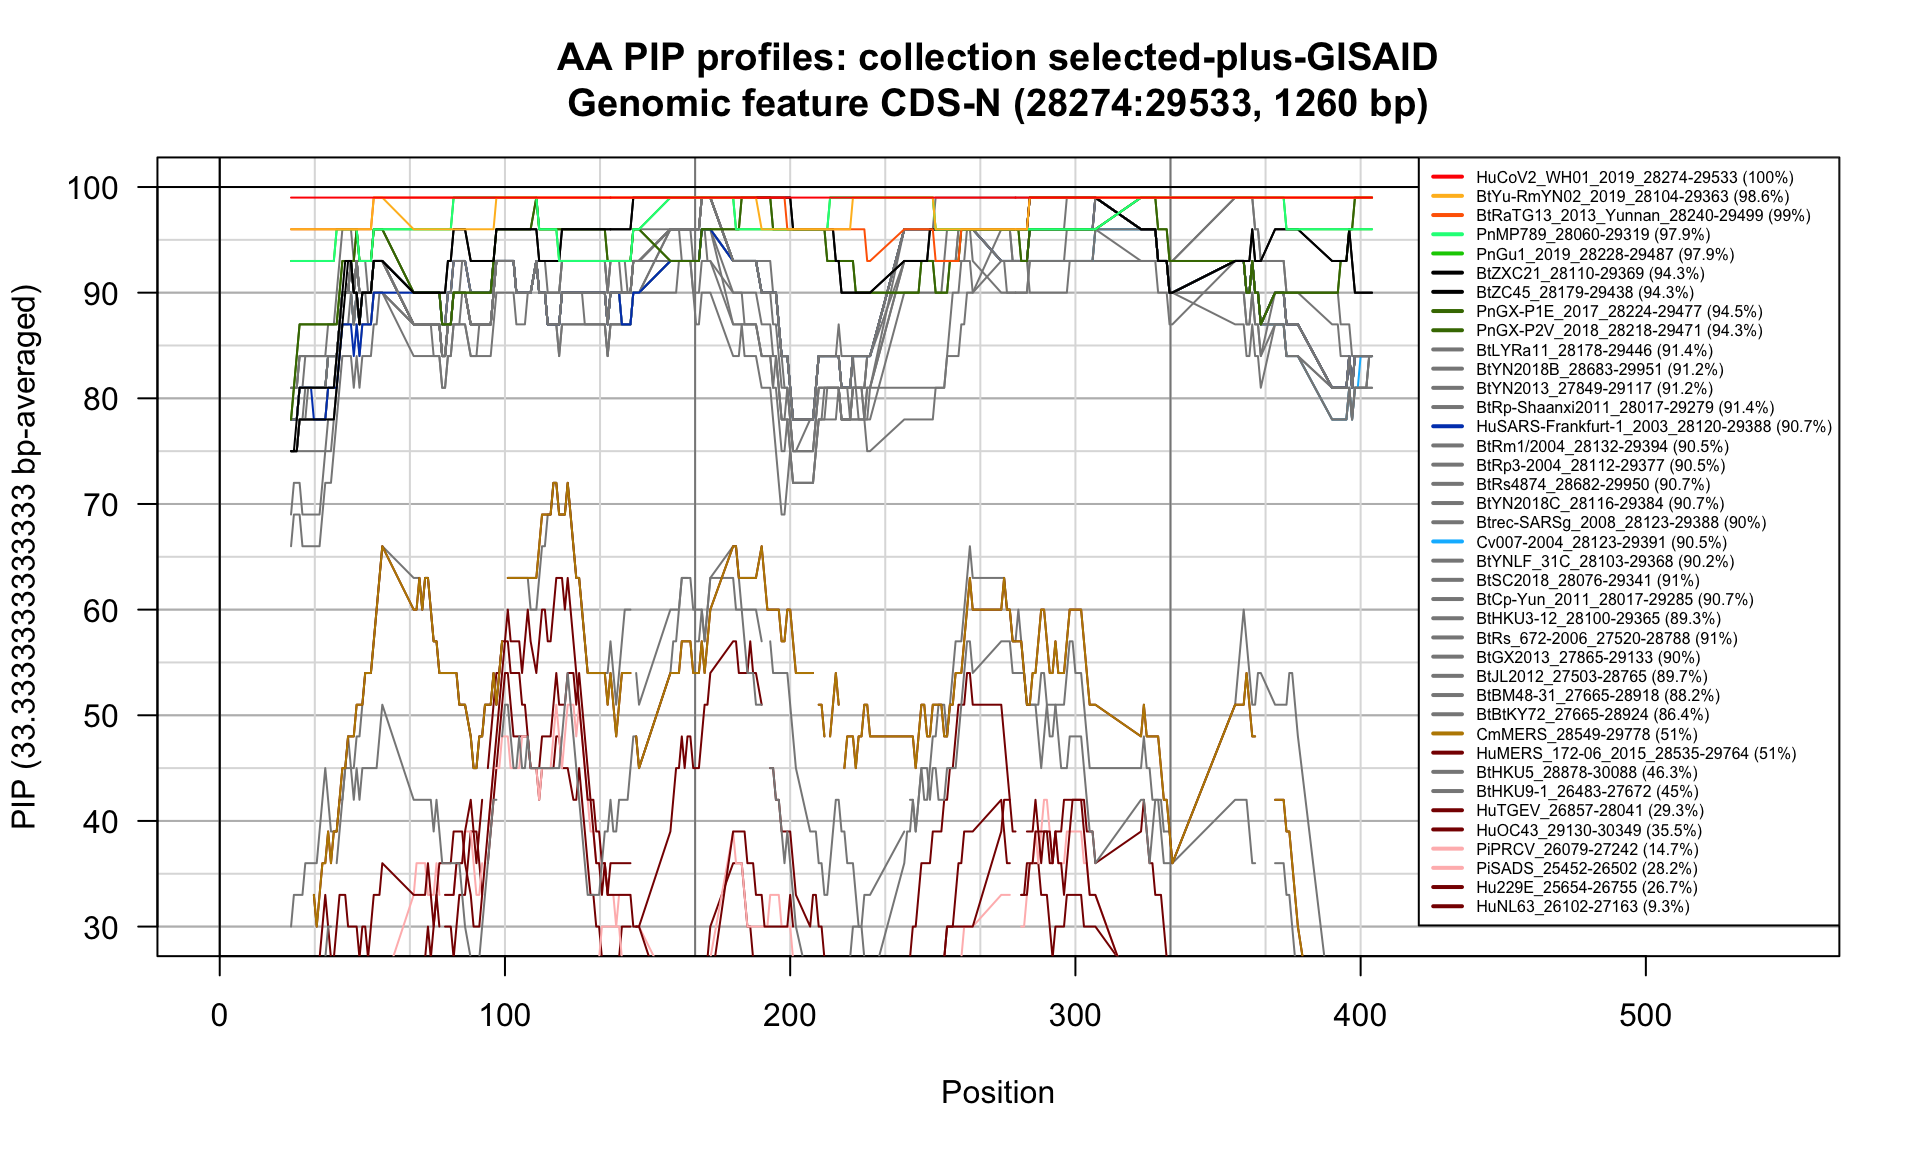 AA PIP profiles: collection selected-plus-GISAID
Genomic feature CDS-N (28274:29533, 1260 bp)
PIP (33.3333333333333 bp-averaged)
100
90
80
70
60
50
40
30
0
100
200
300
400
500
Position
HuCoV2_WH01_2019_28274-29533 (100%)
BtYu-RmYN02_2019_28104-29363 (98.6%)
BtRaTG13_2013_Yunnan_28240-29499 (99%)
PnMP789_28060-29319 (97.9%)
PnGu1_2019_28228-29487 (97.9%)
BtZXC21_28110-29369 (94.3%)
BtZC45_28179-29438 (94.3%)
PnGX-P1E_2017_28224-29477 (94.5%)
PnGX-P2V_2018_28218-29471 (94.3%)
BtLYRa11_28178-29446 (91.4%)
BtYN2018B_28683-29951 (91.2%)
BtYN2013_27849-29117 (91.2%)
BtRp-Shaanxi2011_28017-29279 (91.4%)
HuSARS-Frankfurt-1_2003_28120-29388 (90.7%)
BtRm1/2004_28132-29394 (90.5%)
BtRp3-2004_28112-29377 (90.5%)
BtRs4874_28682-29950 (90.7%)
BtYN2018C_28116-29384 (90.7%)
Btrec-SARSg_2008_28123-29388 (90%)
Cv007-2004_28123-29391 (90.5%)
BtYNLF_31C_28103-29368 (90.2%)
BtSC2018_28076-29341 (91%)
BtCp-Yun_2011_28017-29285 (90.7%)
BtHKU3-12_28100-29365 (89.3%)
BtRs_672-2006_27520-28788 (91%)
BtGX2013_27865-29133 (90%)
BtJL2012_27503-28765 (89.7%)
BtBM48-31_27665-28918 (88.2%)
BtBtKY72_27665-28924 (86.4%)
CmMERS_28549-29778 (51%)
HuMERS_172-06_2015_28535-29764 (51%)
BtHKU5_28878-30088 (46.3%)
BtHKU9-1_26483-27672 (45%)
HuTGEV_26857-28041 (29.3%)
HuOC43_29130-30349 (35.5%)
PiPRCV_26079-27242 (14.7%)
PiSADS_25452-26502 (28.2%)
Hu229E_25654-26755 (26.7%)
HuNL63_26102-27163 (9.3%)